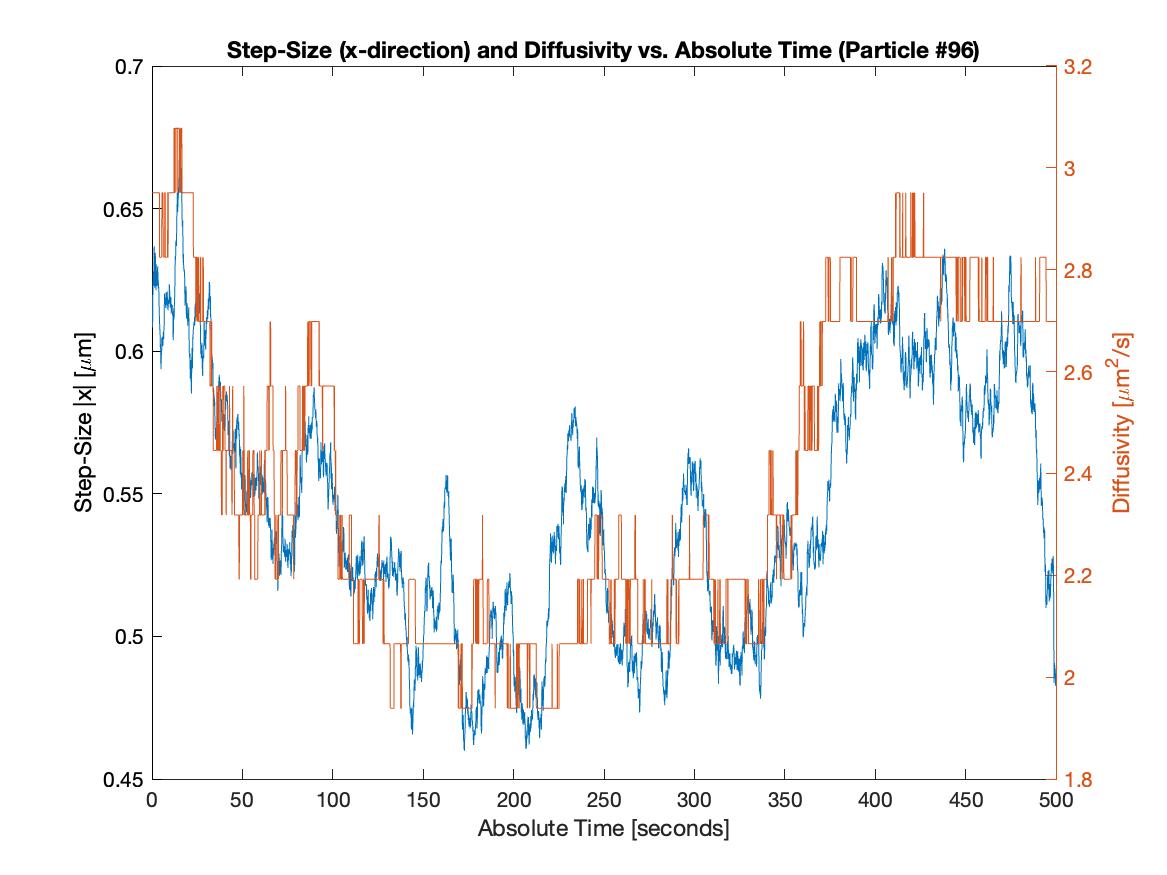 Step-Size (x-direction) and Diffusivity vs. Absolute Time (Particle #96)
0.7
0.65
0.6
0.55
0.5
0.45
Step-Size |x| [μm]
3.2
3
2.8
2.6
2.4
2.2
2
1.8
Diffusivity [μm²/s]
0 50 100 150 200 250 300 350 400 450 500
Absolute Time [seconds]